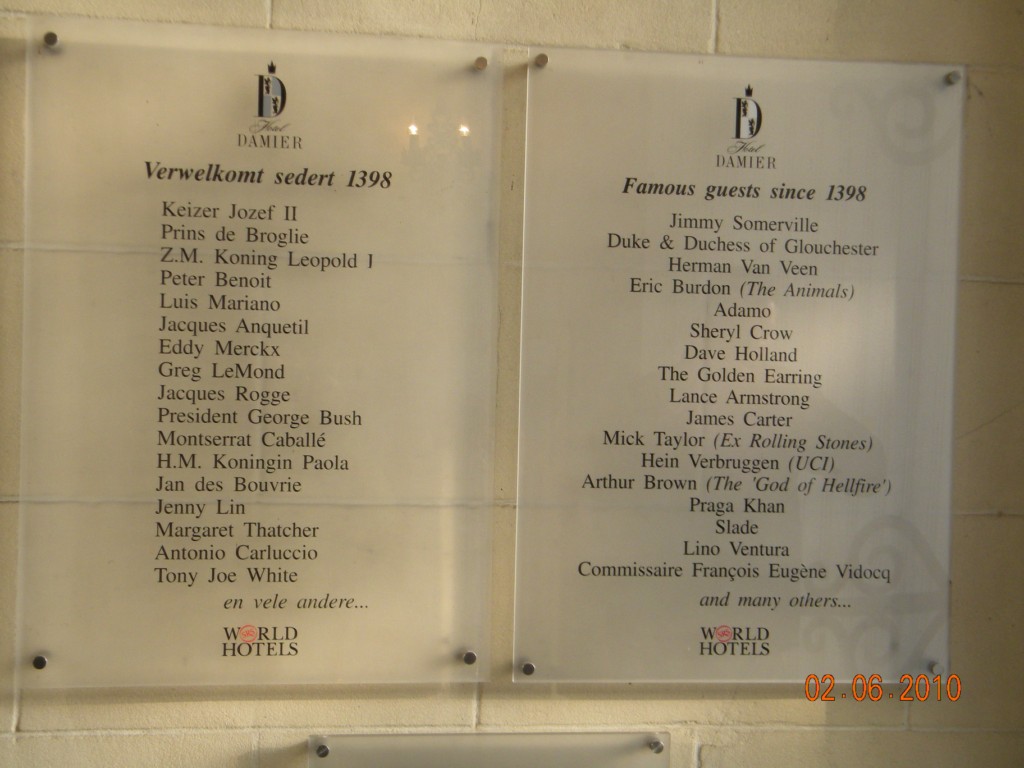 D
Hotel
DAMIER
Verwelkomt sedert 1398
Keizer Jozef II
Prins de Broglie
Z.M. Koning Leopold I
Peter Benoit
Luis Mariano
Jacques Anquetil
Eddy Merckx
Greg LeMond
Jacques Rogge
President George Bush
Montserrat Caballé
H.M. Koningin Paola
Jan des Bouvrie
Jenny Lin
Margaret Thatcher
Antonio Carluccio
Tony Joe White
en vele andere...
WORLD
HOTELS
D
Hotel
DAMIER
Famous guests since 1398
Jimmy Somerville
Duke & Duchess of Glouchester
Herman Van Veen
Eric Burdon (The Animals)
Adamo
Sheryl Crow
Dave Holland
The Golden Earring
Lance Armstrong
James Carter
Mick Taylor (Ex Rolling Stones)
Hein Verbruggen (UCI)
Arthur Brown (The 'God of Hellfire')
Praga Khan
Slade
Lino Ventura
Commissaire François Eugène Vidocq
and many others...
WORLD
HOTELS
02.06.2010